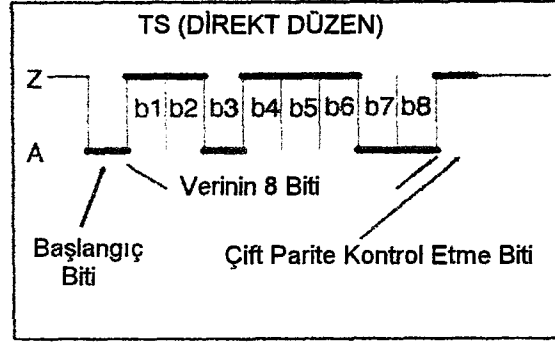 TS (DİREKT DÜZEN)
Z
b1 b2 b3 b4 b5 b6 b7 b8
A
Verinin 8 Biti
Başlangıç
Biti
Çift Parite Kontrol Etme Biti